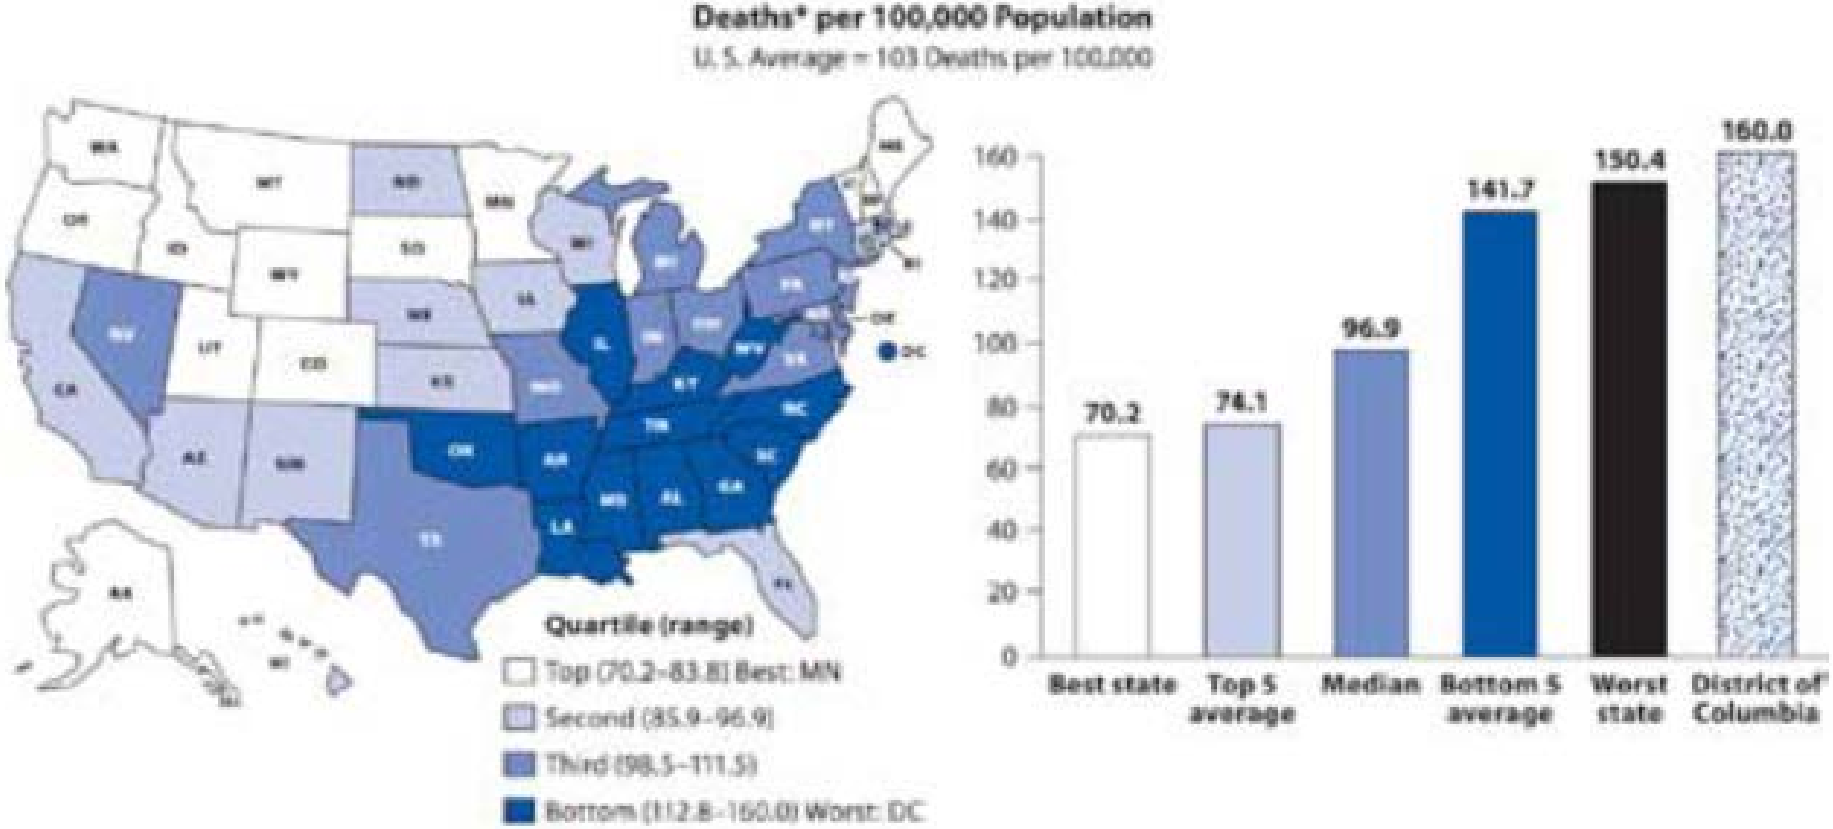 Deaths* per 100,000 Population
U. S. Average = 103 Deaths per 100,000
WA
MT
ND
MN
ME
OR
ID
SD
WI
WY
NY
MI
IA
PA
NE
NV
UT
CO
IL
IN
OH
WV
VA
DE
RI
DC
CA
KS
MO
KY
NC
TN
AZ
NM
OK
AR
SC
MS
AL
GA
LA
TX
FL
AK
HI
Quartile (range)
Top (70.2–83.8) Best: MN
Second (85.9–96.9)
Third (98.5–111.5)
Bottom (112.8–160.0) Worst: DC
160
140
120
100
80
60
40
20
0
70.2
74.1
96.9
141.7
150.4
160.0
Best state
Top 5
average
Median
Bottom 5
average
Worst
state
District of
Columbia